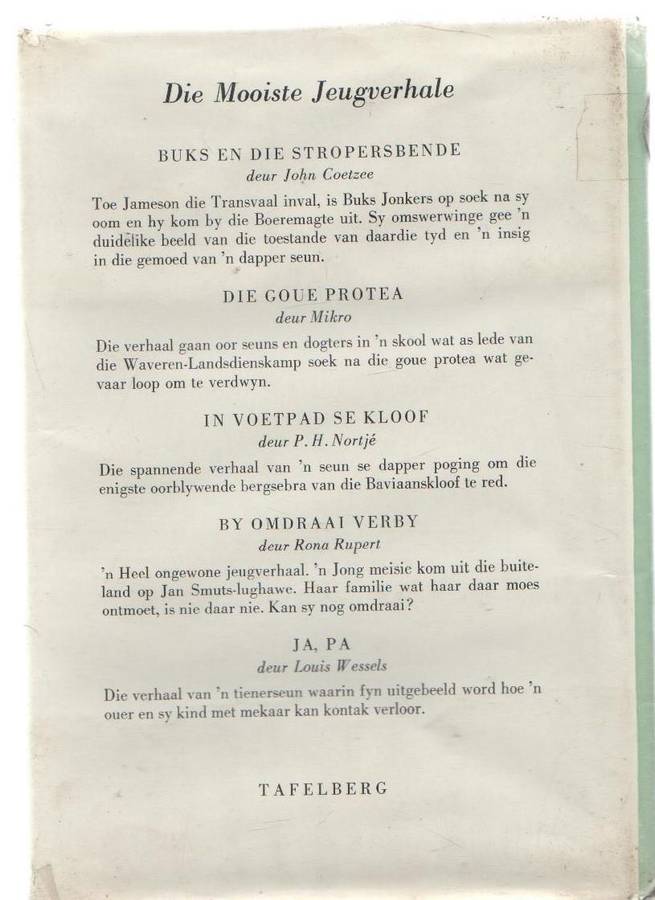 Die Mooiste Jeugverhale
BUKS EN DIE STROPERSBENDE
deur John Coetzee
Toe Jameson die Transvaal inval, is Buks Jonkers op soek na sy
oom en hy kom by die Boeremagte uit. Sy omswerwinge gee 'n
duidelike beeld van die toestande van daardie tyd en 'n insig
in die gemoed van 'n dapper seun.
DIE GOUE PROTEA
deur Mikro
Die verhaal gaan oor seuns en dogters in 'n skool wat as lede van
die Waveren-Landsdienskamp soek na die goue protea wat ge-
vaar loop om te verdwyn.
IN VOETPAD SE KLOOF
deur P. H. Nortjé
Die spannende verhaal van 'n seun se dapper poging om die
enigste oorblywende bergsebra van die Baviaanskloof te red.
BY OMDRAAI VERBY
deur Rona Rupert
'n Heel ongewone jeugverhaal. 'n Jong meisie kom uit die buite-
land op Jan Smuts-lughawe. Haar familie wat haar daar moes
ontmoet, is nie daar nie. Kan sy nog omdraai?
JA, PA
deur Louis Wessels
Die verhaal van 'n tienerseun waarin fyn uitgebeeld word hoe 'n
ouer en sy kind met mekaar kan kontak verloor.
TAFELBERG